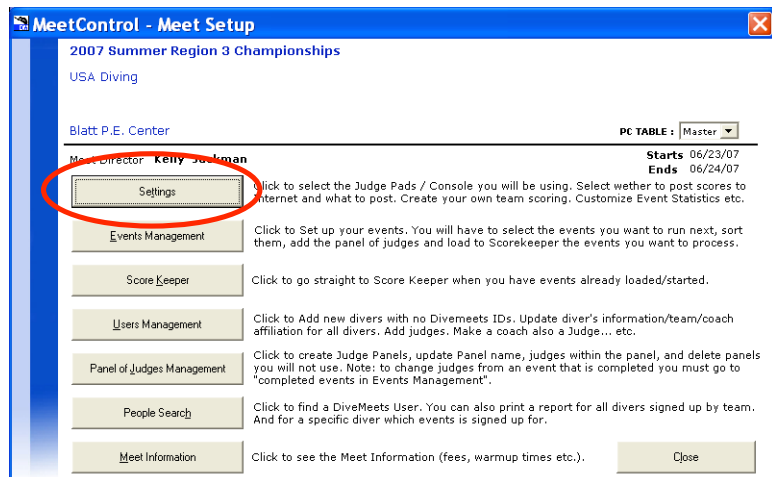 MeetControl - Meet Setup
2007 Summer Region 3 Championships
USA Diving
Blatt P.E. Center
PC TABLE : Master
Meet Director Kelly Jackman
Starts 06/23/07
Ends 06/24/07
Settings
Click to select the Judge Pads / Console you will be using. Select wether to post scores to
internet and what to post. Create your own team scoring. Customize Event Statistics etc.
Events Management
Click to Set up your events. You will have to select the events you want to run next, sort
them, add the panel of judges and load to Scorekeeper the events you want to process.
Score Keeper
Click to go straight to Score Keeper when you have events already loaded/started.
Users Management
Click to Add new divers with no Divemeets IDs. Update diver's information/team/coach
affiliation for all divers. Add judges. Make a coach also a Judge... etc.
Panel of Judges Management
Click to create Judge Panels, update Panel name, judges within the panel, and delete panels
you will not use. Note: to change judges from an event that is completed you must go to
"completed events in Events Management".
People Search
Click to find a DiveMeets User. You can also print a report for all divers signed up by team.
And for a specific diver which events is signed up for.
Meet Information
Click to see the Meet Information (fees, warmup times etc.).
Close